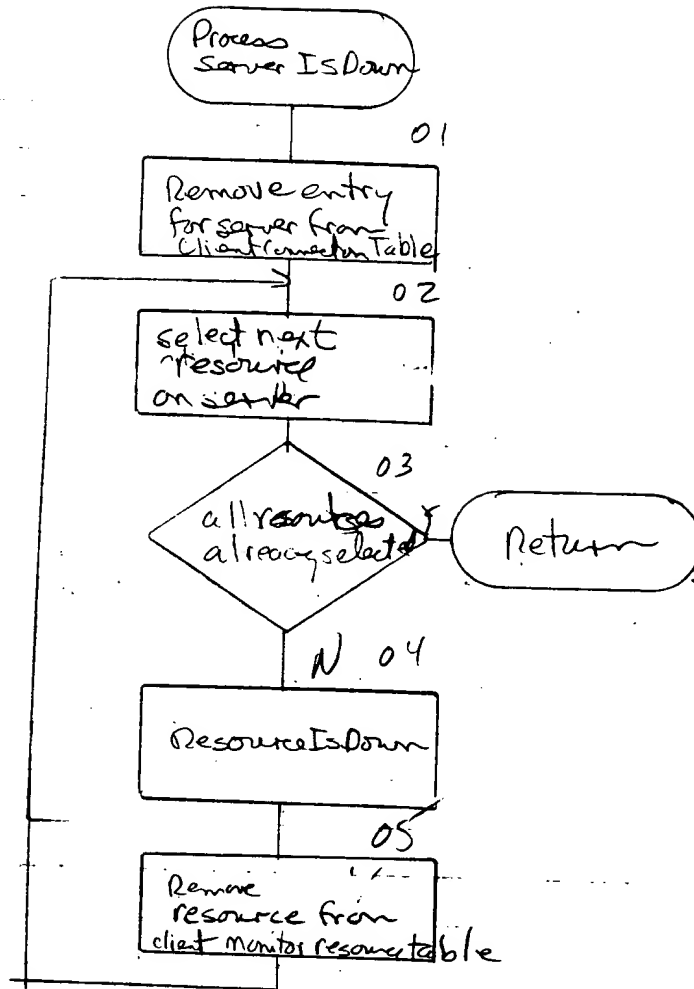 Process
server IsDown
01
Remove entry
for server from
clientConnectionTable
02
select next
resource
on server
03
all resources
already selected
Y
Return
N 04
ResourceIsDown
05
Remove
resource from
client monitor resource table